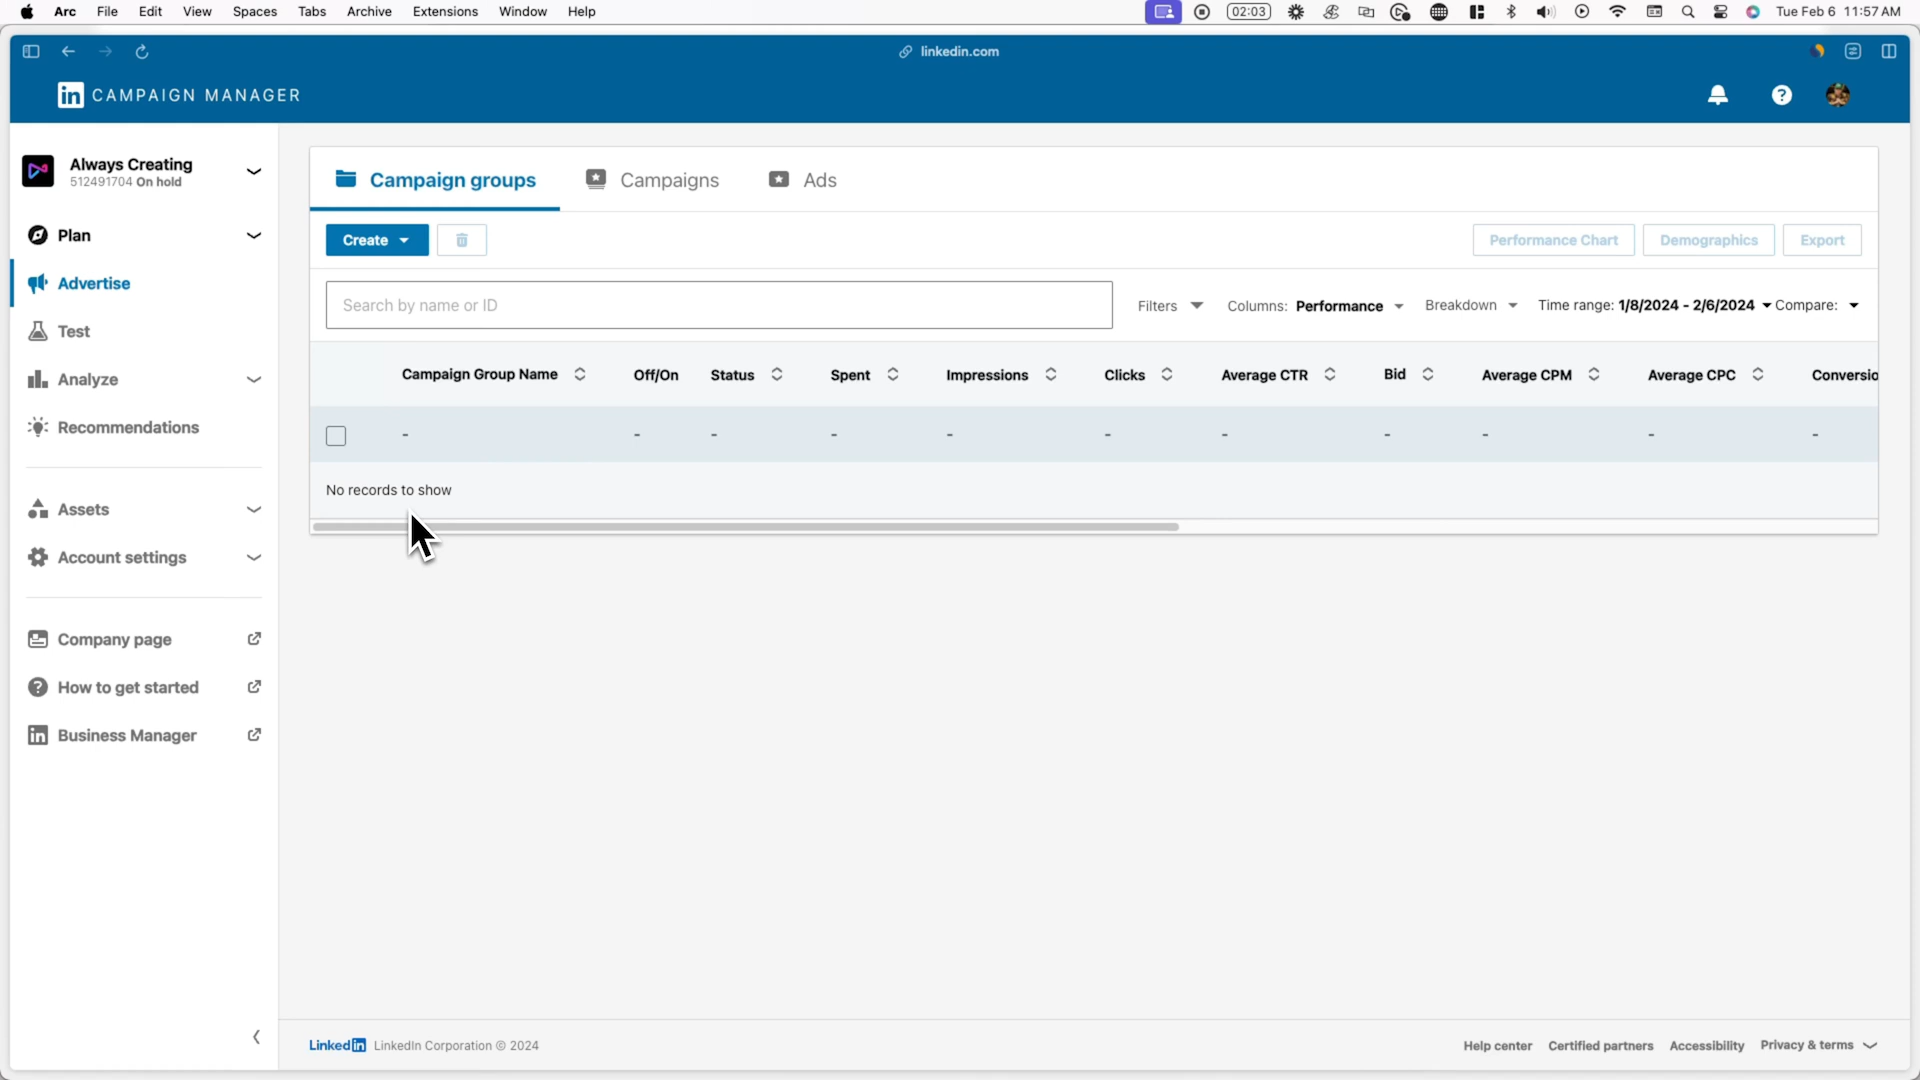 Arc File Edit View Spaces Tabs Archive Extensions Window Help 02:03 Tue Feb 6 11:57 AM
linkedin.com
in CAMPAIGN MANAGER
Always Creating
512491704 On hold
Plan
Advertise
Test
Analyze
Recommendations
Assets
Account settings
Company page
How to get started
Business Manager
Campaign groups Campaigns Ads
Create Performance Chart Demographics Export
Search by name or ID Filters Columns: Performance Breakdown Time range: 1/8/2024 - 2/6/2024 Compare:
Campaign Group Name Off/On Status Spent Impressions Clicks Average CTR Bid Average CPM Average CPC Conversio
- - - - - - - - - - -
No records to show
LinkedIn LinkedIn Corporation © 2024 Help center Certified partners Accessibility Privacy & terms